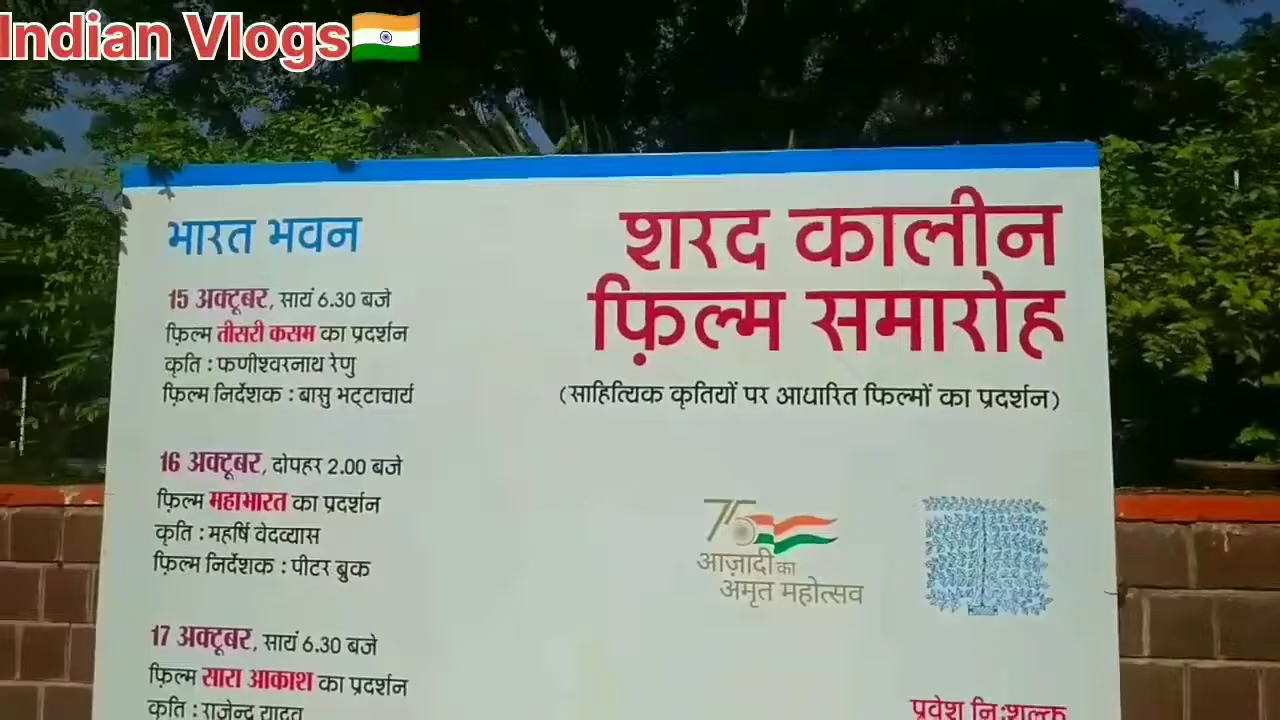 Indian Vlogs
भारत भवन
15 अक्टूबर, सायं 6.30 बजे
फ़िल्म तीसरी कसम का प्रदर्शन
कृति : फणीश्वरनाथ रेणु
फ़िल्म निर्देशक : बासु भट्टाचार्य
16 अक्टूबर, दोपहर 2.00 बजे
फ़िल्म महाभारत का प्रदर्शन
कृति : महर्षि वेदव्यास
फ़िल्म निर्देशक : पीटर ब्रुक
17 अक्टूबर, सायं 6.30 बजे
फ़िल्म सारा आकाश का प्रदर्शन
कृति : राजेन्द्र यादव
शरद कालीन
फ़िल्म समारोह
(साहित्यिक कृतियों पर आधारित फिल्मों का प्रदर्शन)
75
आज़ादी का
अमृत महोत्सव
प्रवेश नि:शुल्क